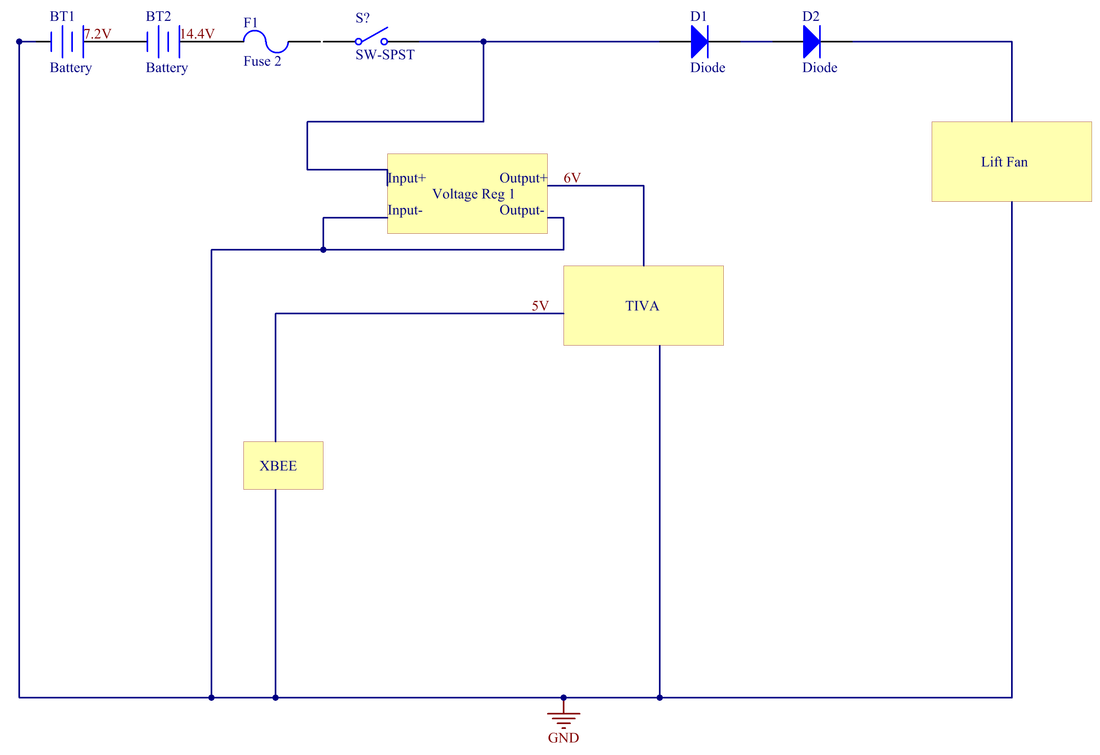 BT1
7.2V
Battery
BT2
14.4V
Battery
F1
Fuse 2
S?
SW-SPST
D1
Diode
D2
Diode
Lift Fan
Input+
Output+
6V
Voltage Reg 1
Input-
Output-
5V
TIVA
XBEE
GND